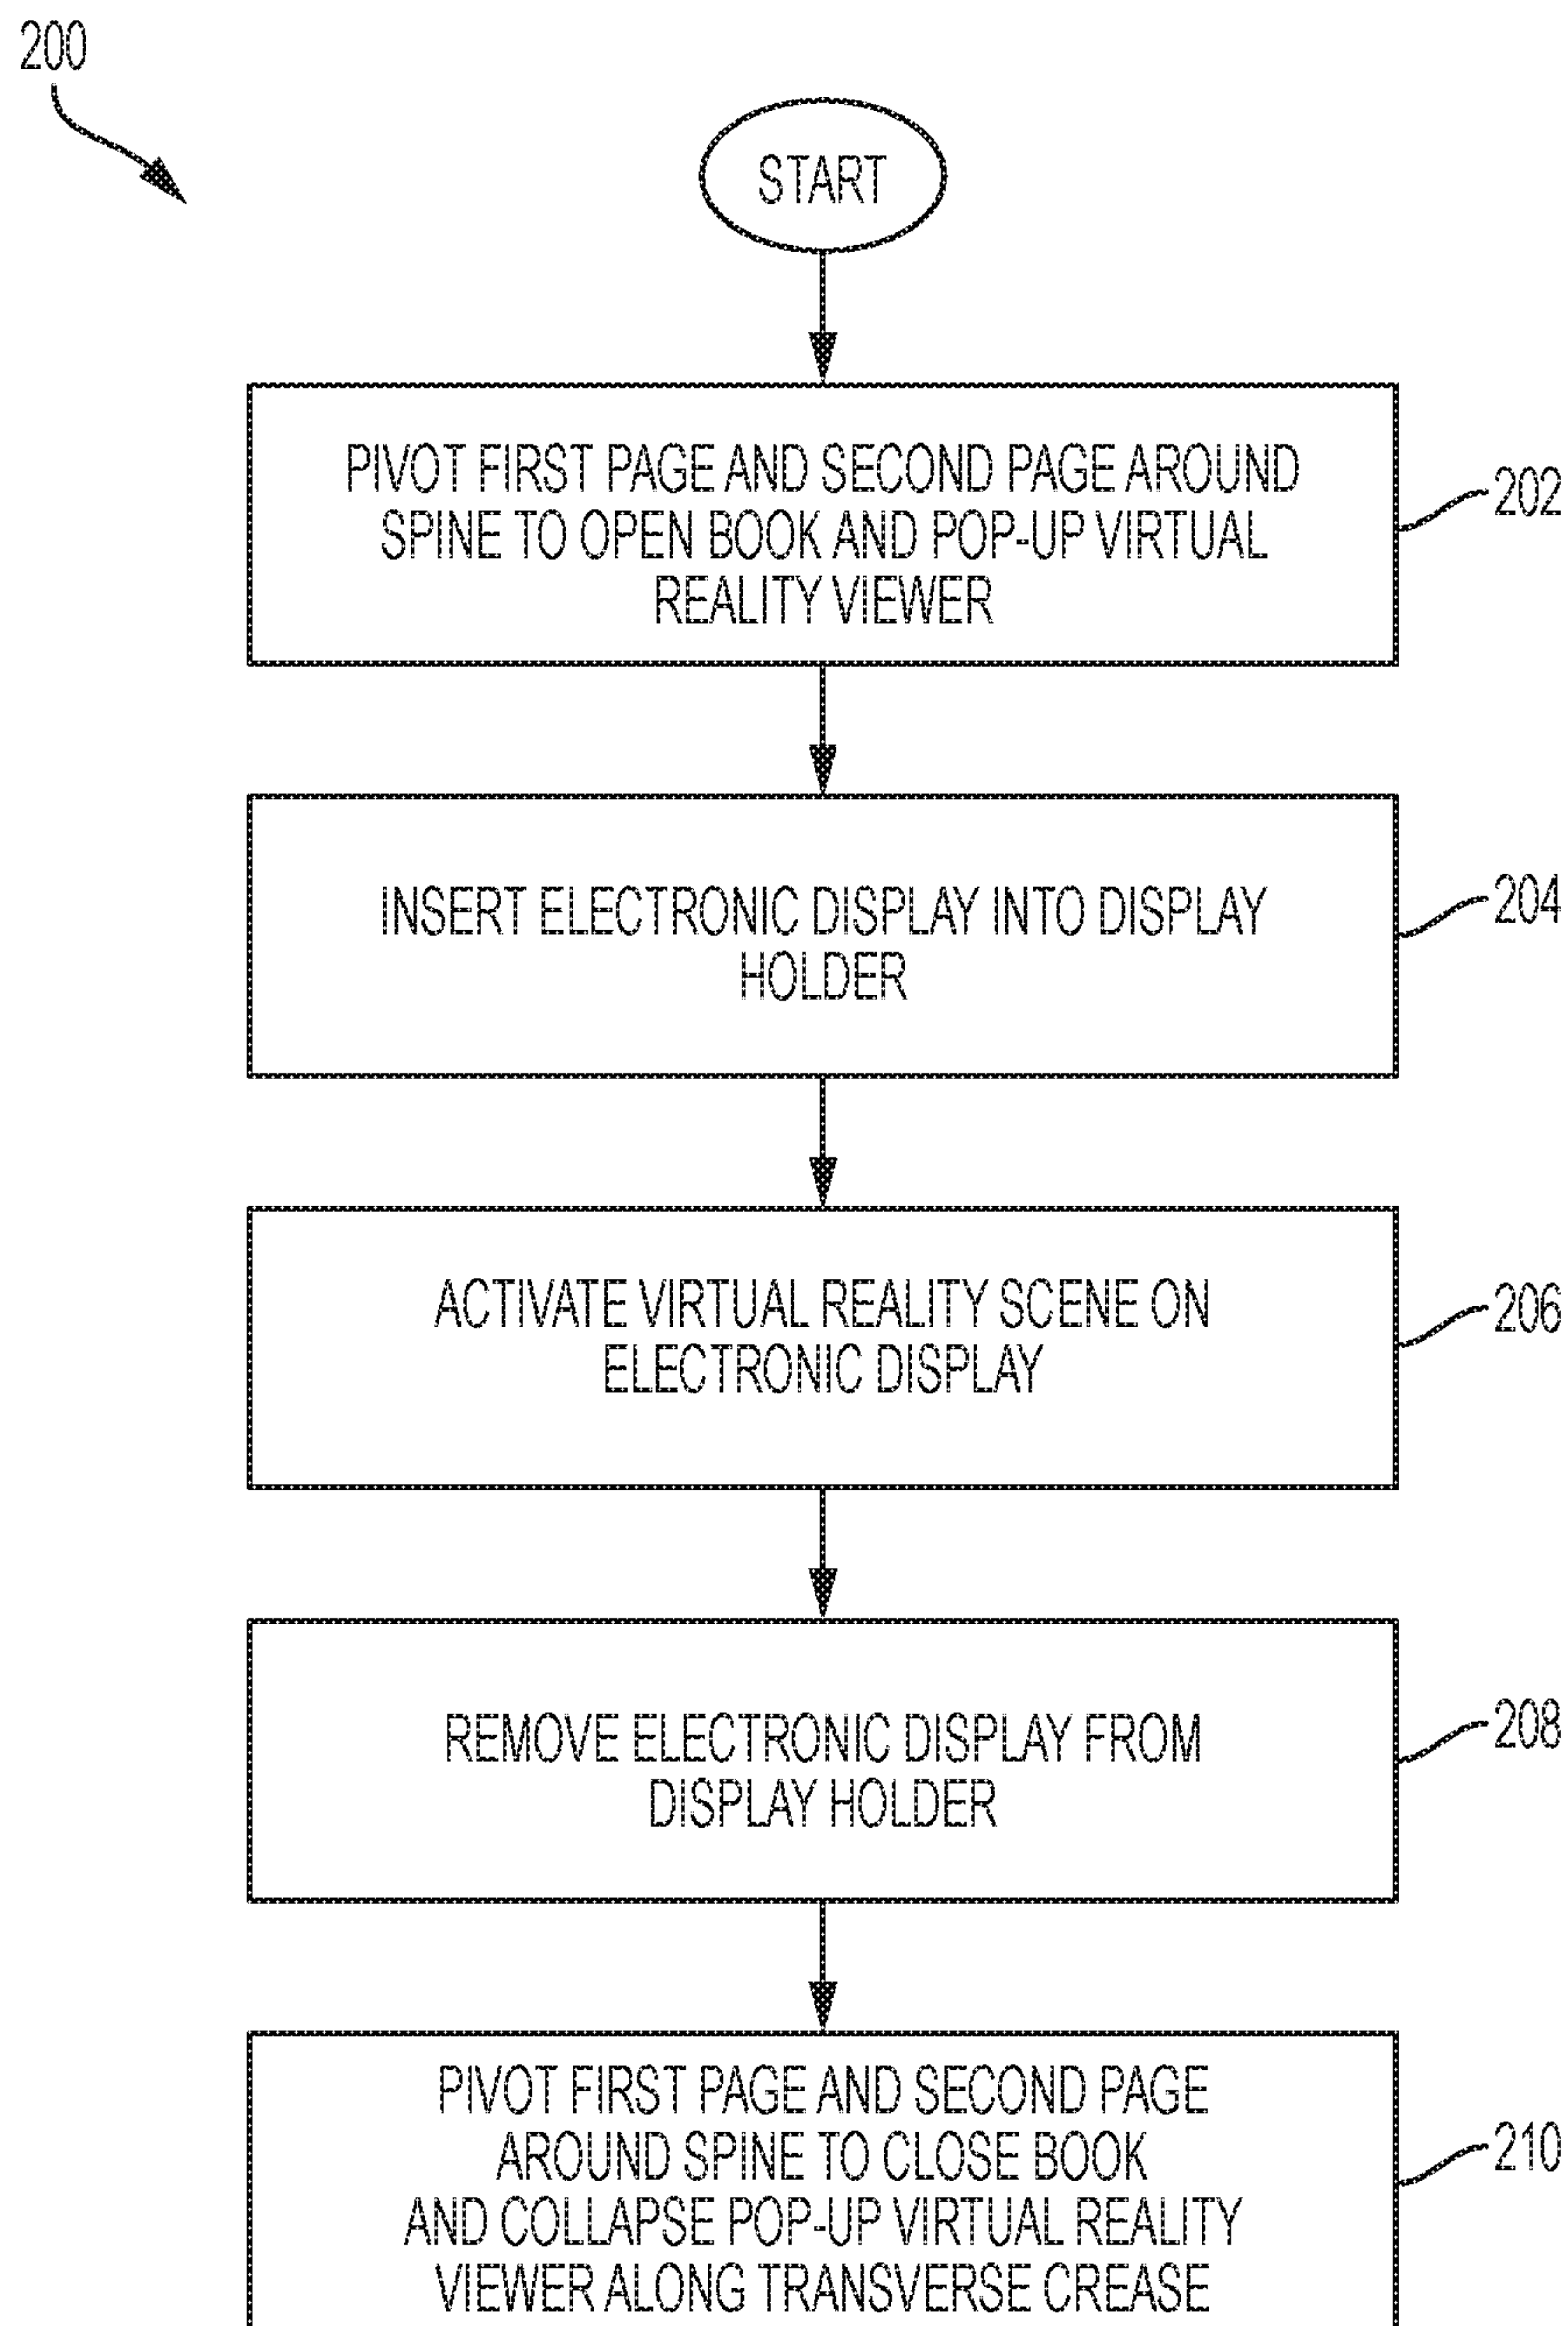 200
START
PIVOT FIRST PAGE AND SECOND PAGE AROUND
SPINE TO OPEN BOOK AND POP-UP VIRTUAL
REALITY VIEWER
202
INSERT ELECTRONIC DISPLAY INTO DISPLAY
HOLDER
204
ACTIVATE VIRTUAL REALITY SCENE ON
ELECTRONIC DISPLAY
206
REMOVE ELECTRONIC DISPLAY FROM
DISPLAY HOLDER
208
PIVOT FIRST PAGE AND SECOND PAGE
AROUND SPINE TO CLOSE BOOK
AND COLLAPSE POP-UP VIRTUAL REALITY
VIEWER ALONG TRANSVERSE CREASE
210